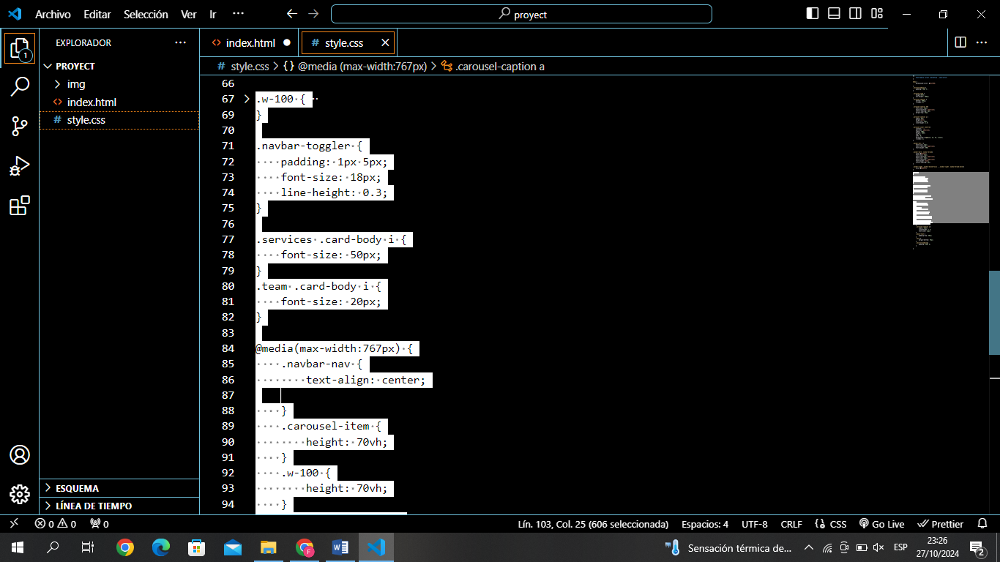 Archivo Editar Selección Ver Ir ··· proyect
EXPLORADOR ···
PROYECT
img
index.html
style.css
ESQUEMA
LÍNEA DE TIEMPO
1
index.html
# style.css
# style.css > {} @media (max-width:767px) > .carousel-caption a
66
67 .w-100 { ··
69 }
70
71 .navbar-toggler {
72 padding: 1px 5px;
73 font-size: 18px;
74 line-height: 0.3;
75 }
76
77 .services .card-body i {
78 font-size: 50px;
79 }
80 .team .card-body i {
81 font-size: 20px;
82 }
83
84 @media(max-width:767px) {
85 .navbar-nav {
86 text-align: center;
87
88 }
89 .carousel-item {
90 height: 70vh;
91 }
92 .w-100 {
93 height: 70vh;
94 }
0 0 0 Lín. 103, Col. 25 (606 seleccionada) Espacios: 4 UTF-8 CRLF {} CSS Go Live Prettier
Sensación térmica de... ESP 23:26
27/10/2024 2